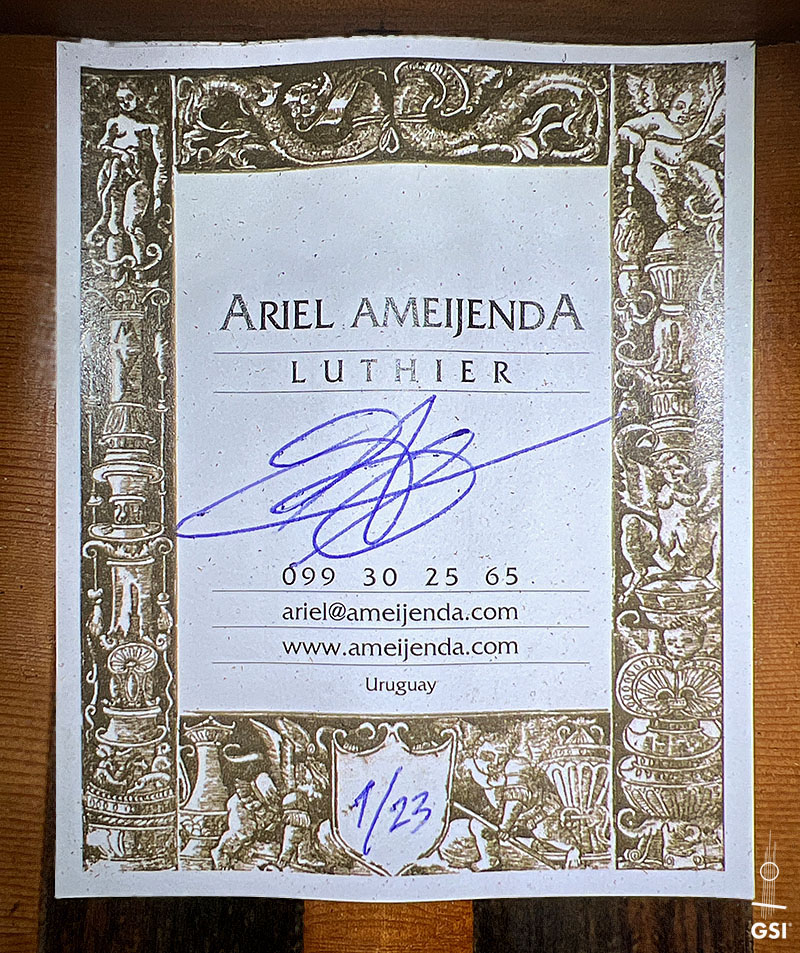 ARIEL AMEIJENDA
LUTHIER
099 30 25 65
ariel@ameijenda.com
www.ameijenda.com
Uruguay
1/23
GSI